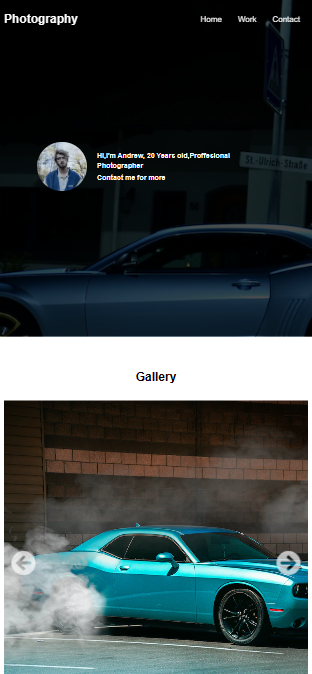 Photography
Home Work Contact
St.-Ulrich-Straße
Hi,I'm Andrew, 20 Years old,Proffesional
Photographer
Contact me for more
Gallery